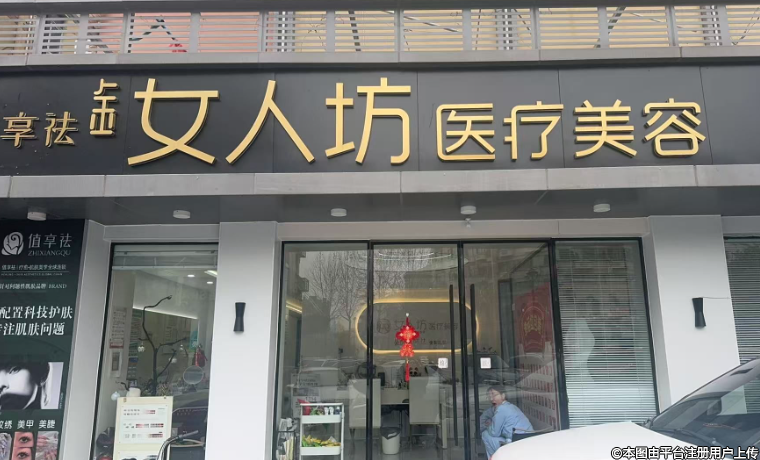 享祛
女人坊 医疗美容
值享祛
ZHIXIANGQU
配置科技护肤
注肌肤问题
美甲 美睫
©本图由平台注册用户上传